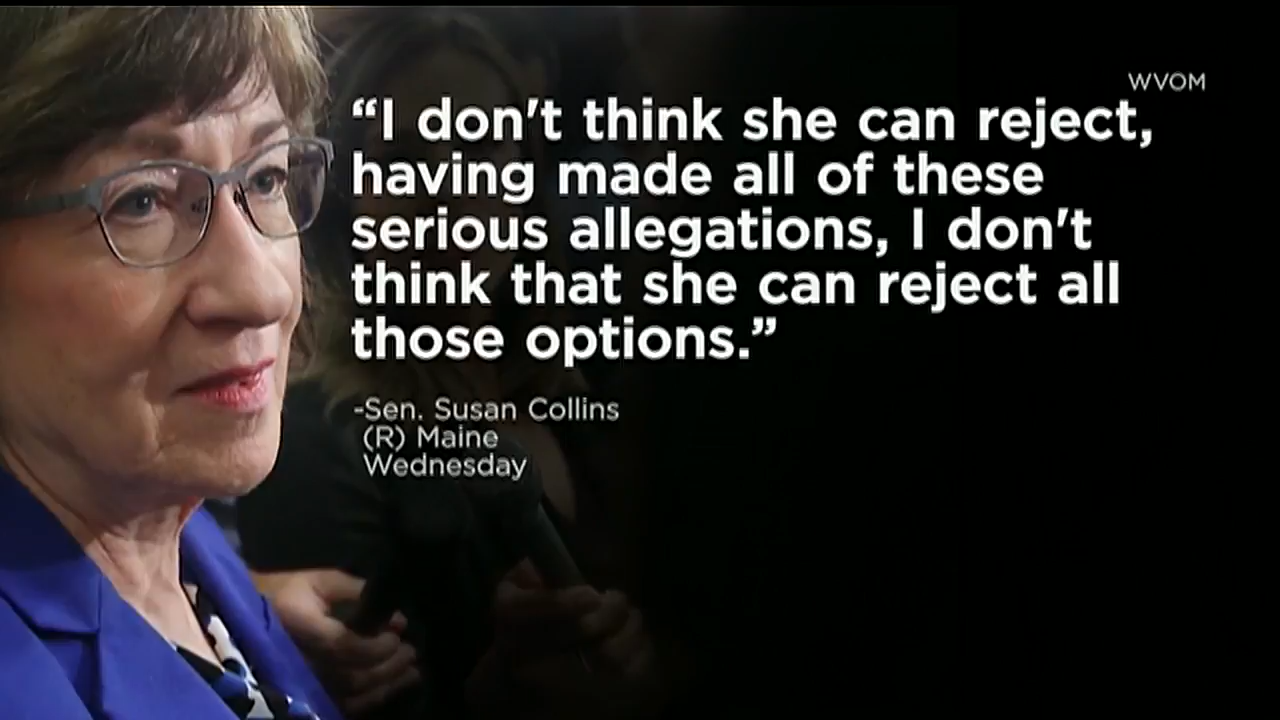 WVOM
“I don't think she can reject,
having made all of these
serious allegations, I don't
think that she can reject all
those options.”
-Sen. Susan Collins
(R) Maine
Wednesday